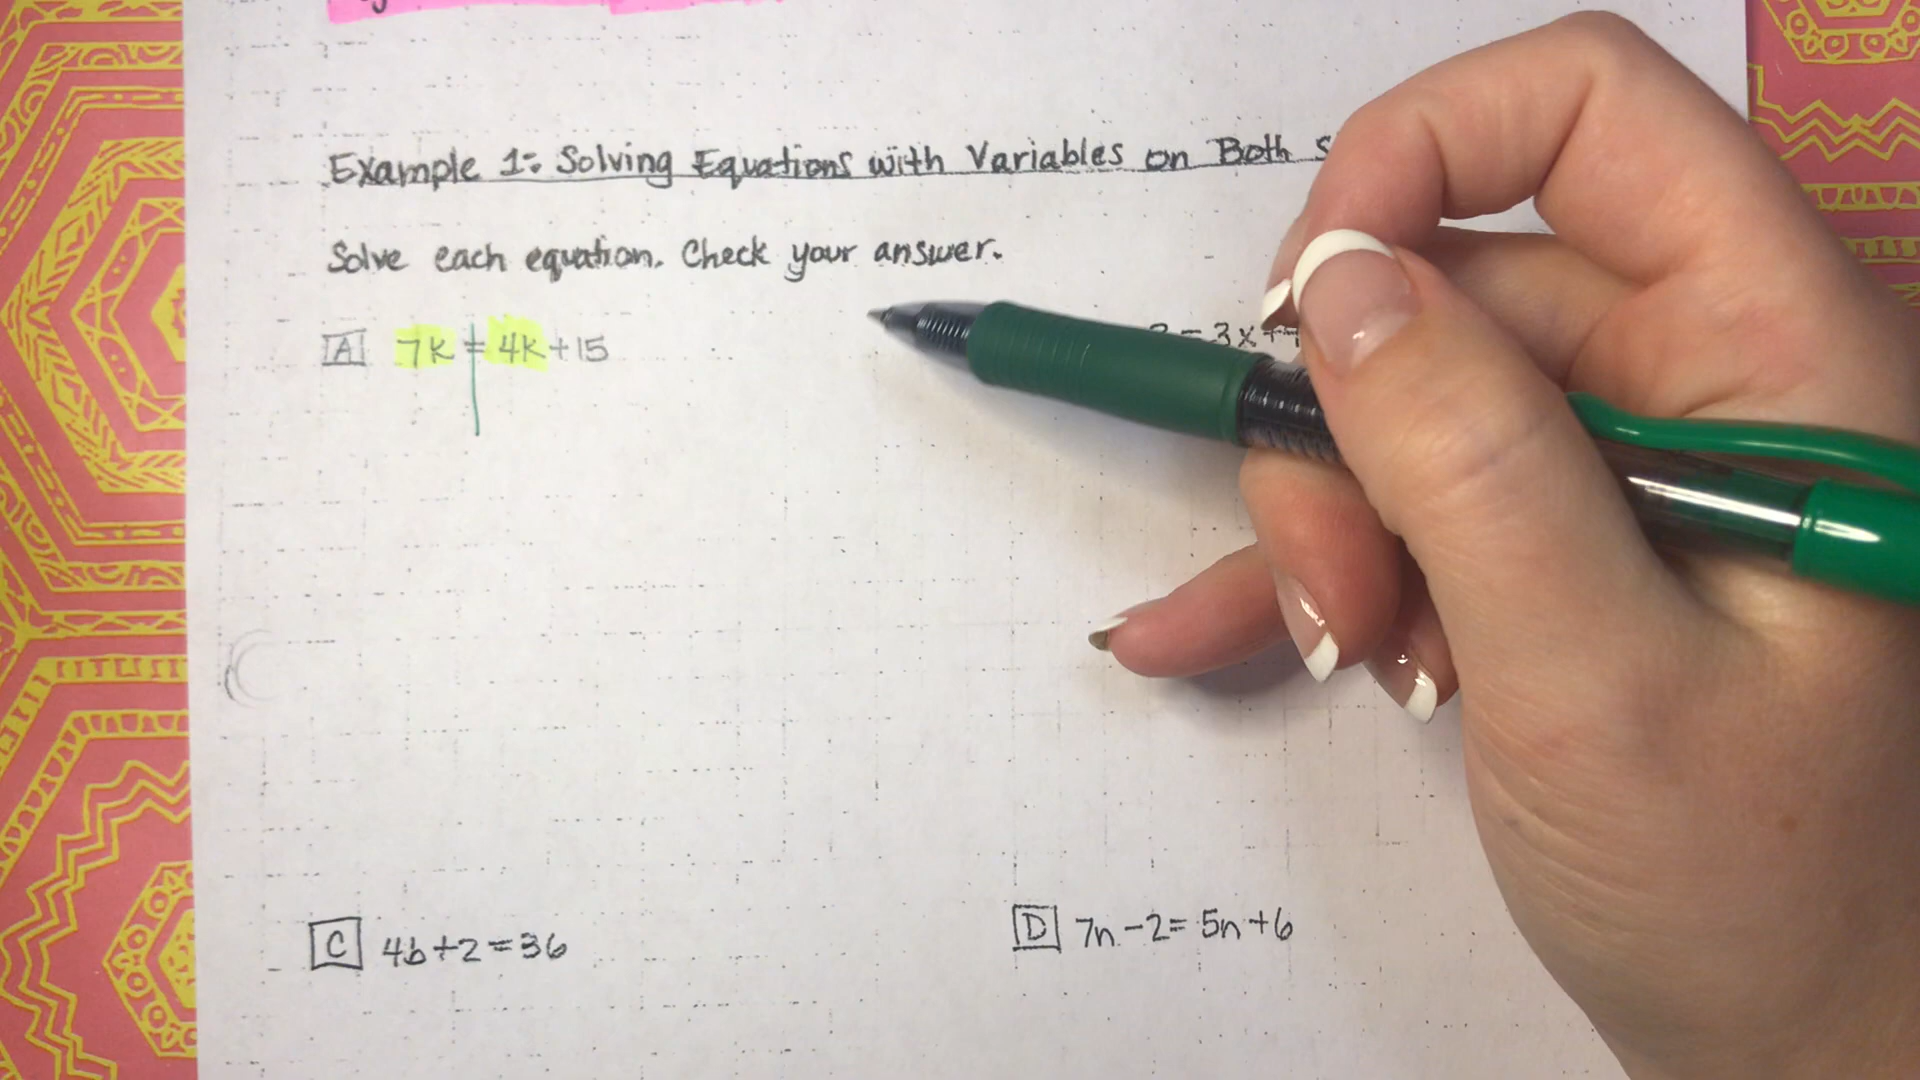 Example 1: Solving Equations with Variables on Both
Solve each equation. Check your answer.
A 7k = 4k+15
= 3x+
C 4b+2=36
D 7n-2= 5n+6